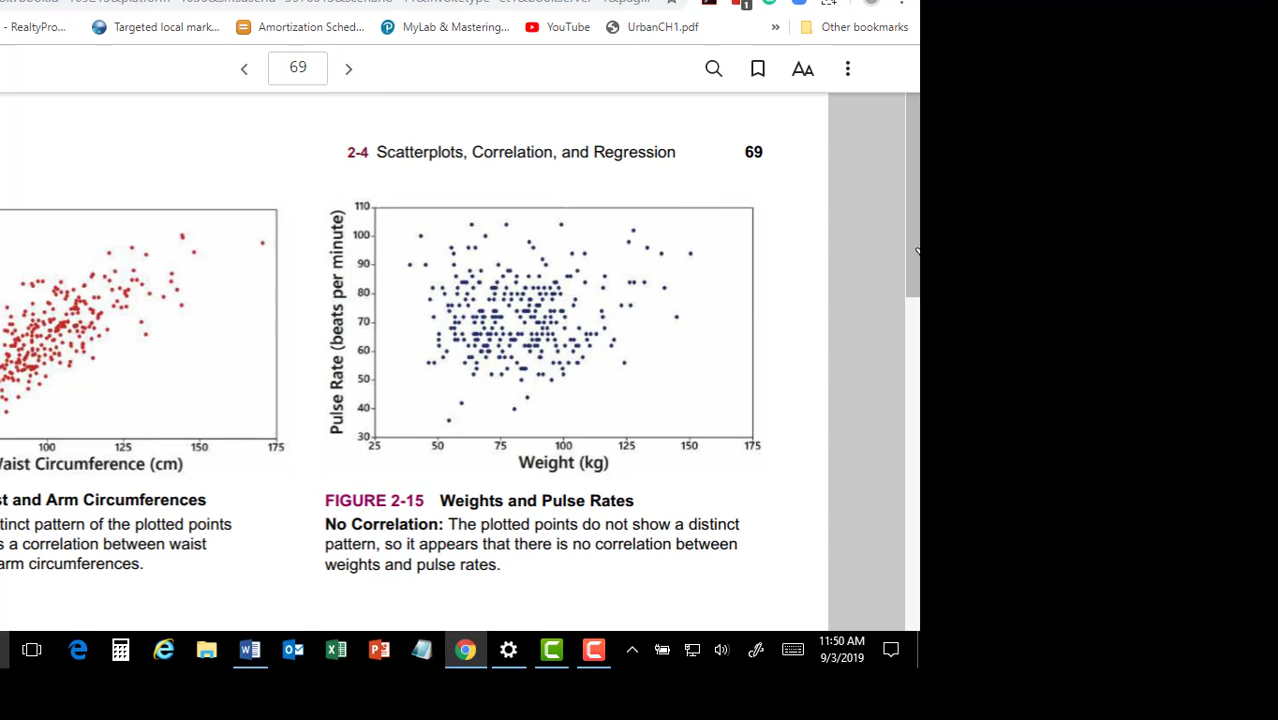 - RealtyPro...
Targeted local mark...
Amortization Sched...
MyLab & Mastering...
YouTube
UrbanCH1.pdf
»
Other bookmarks
1
69
AA
2-4 Scatterplots, Correlation, and Regression 69
100 125 150 175
Vaist Circumference (cm)
st and Arm Circumferences
tinct pattern of the plotted points
s a correlation between waist
arm circumferences.
Pulse Rate (beats per minute)
110
100
90
80
70
60
50
40
30
25 50 75 100 125 150 175
Weight (kg)
FIGURE 2-15 Weights and Pulse Rates
No Correlation: The plotted points do not show a distinct
pattern, so it appears that there is no correlation between
weights and pulse rates.
11:50 AM
9/3/2019